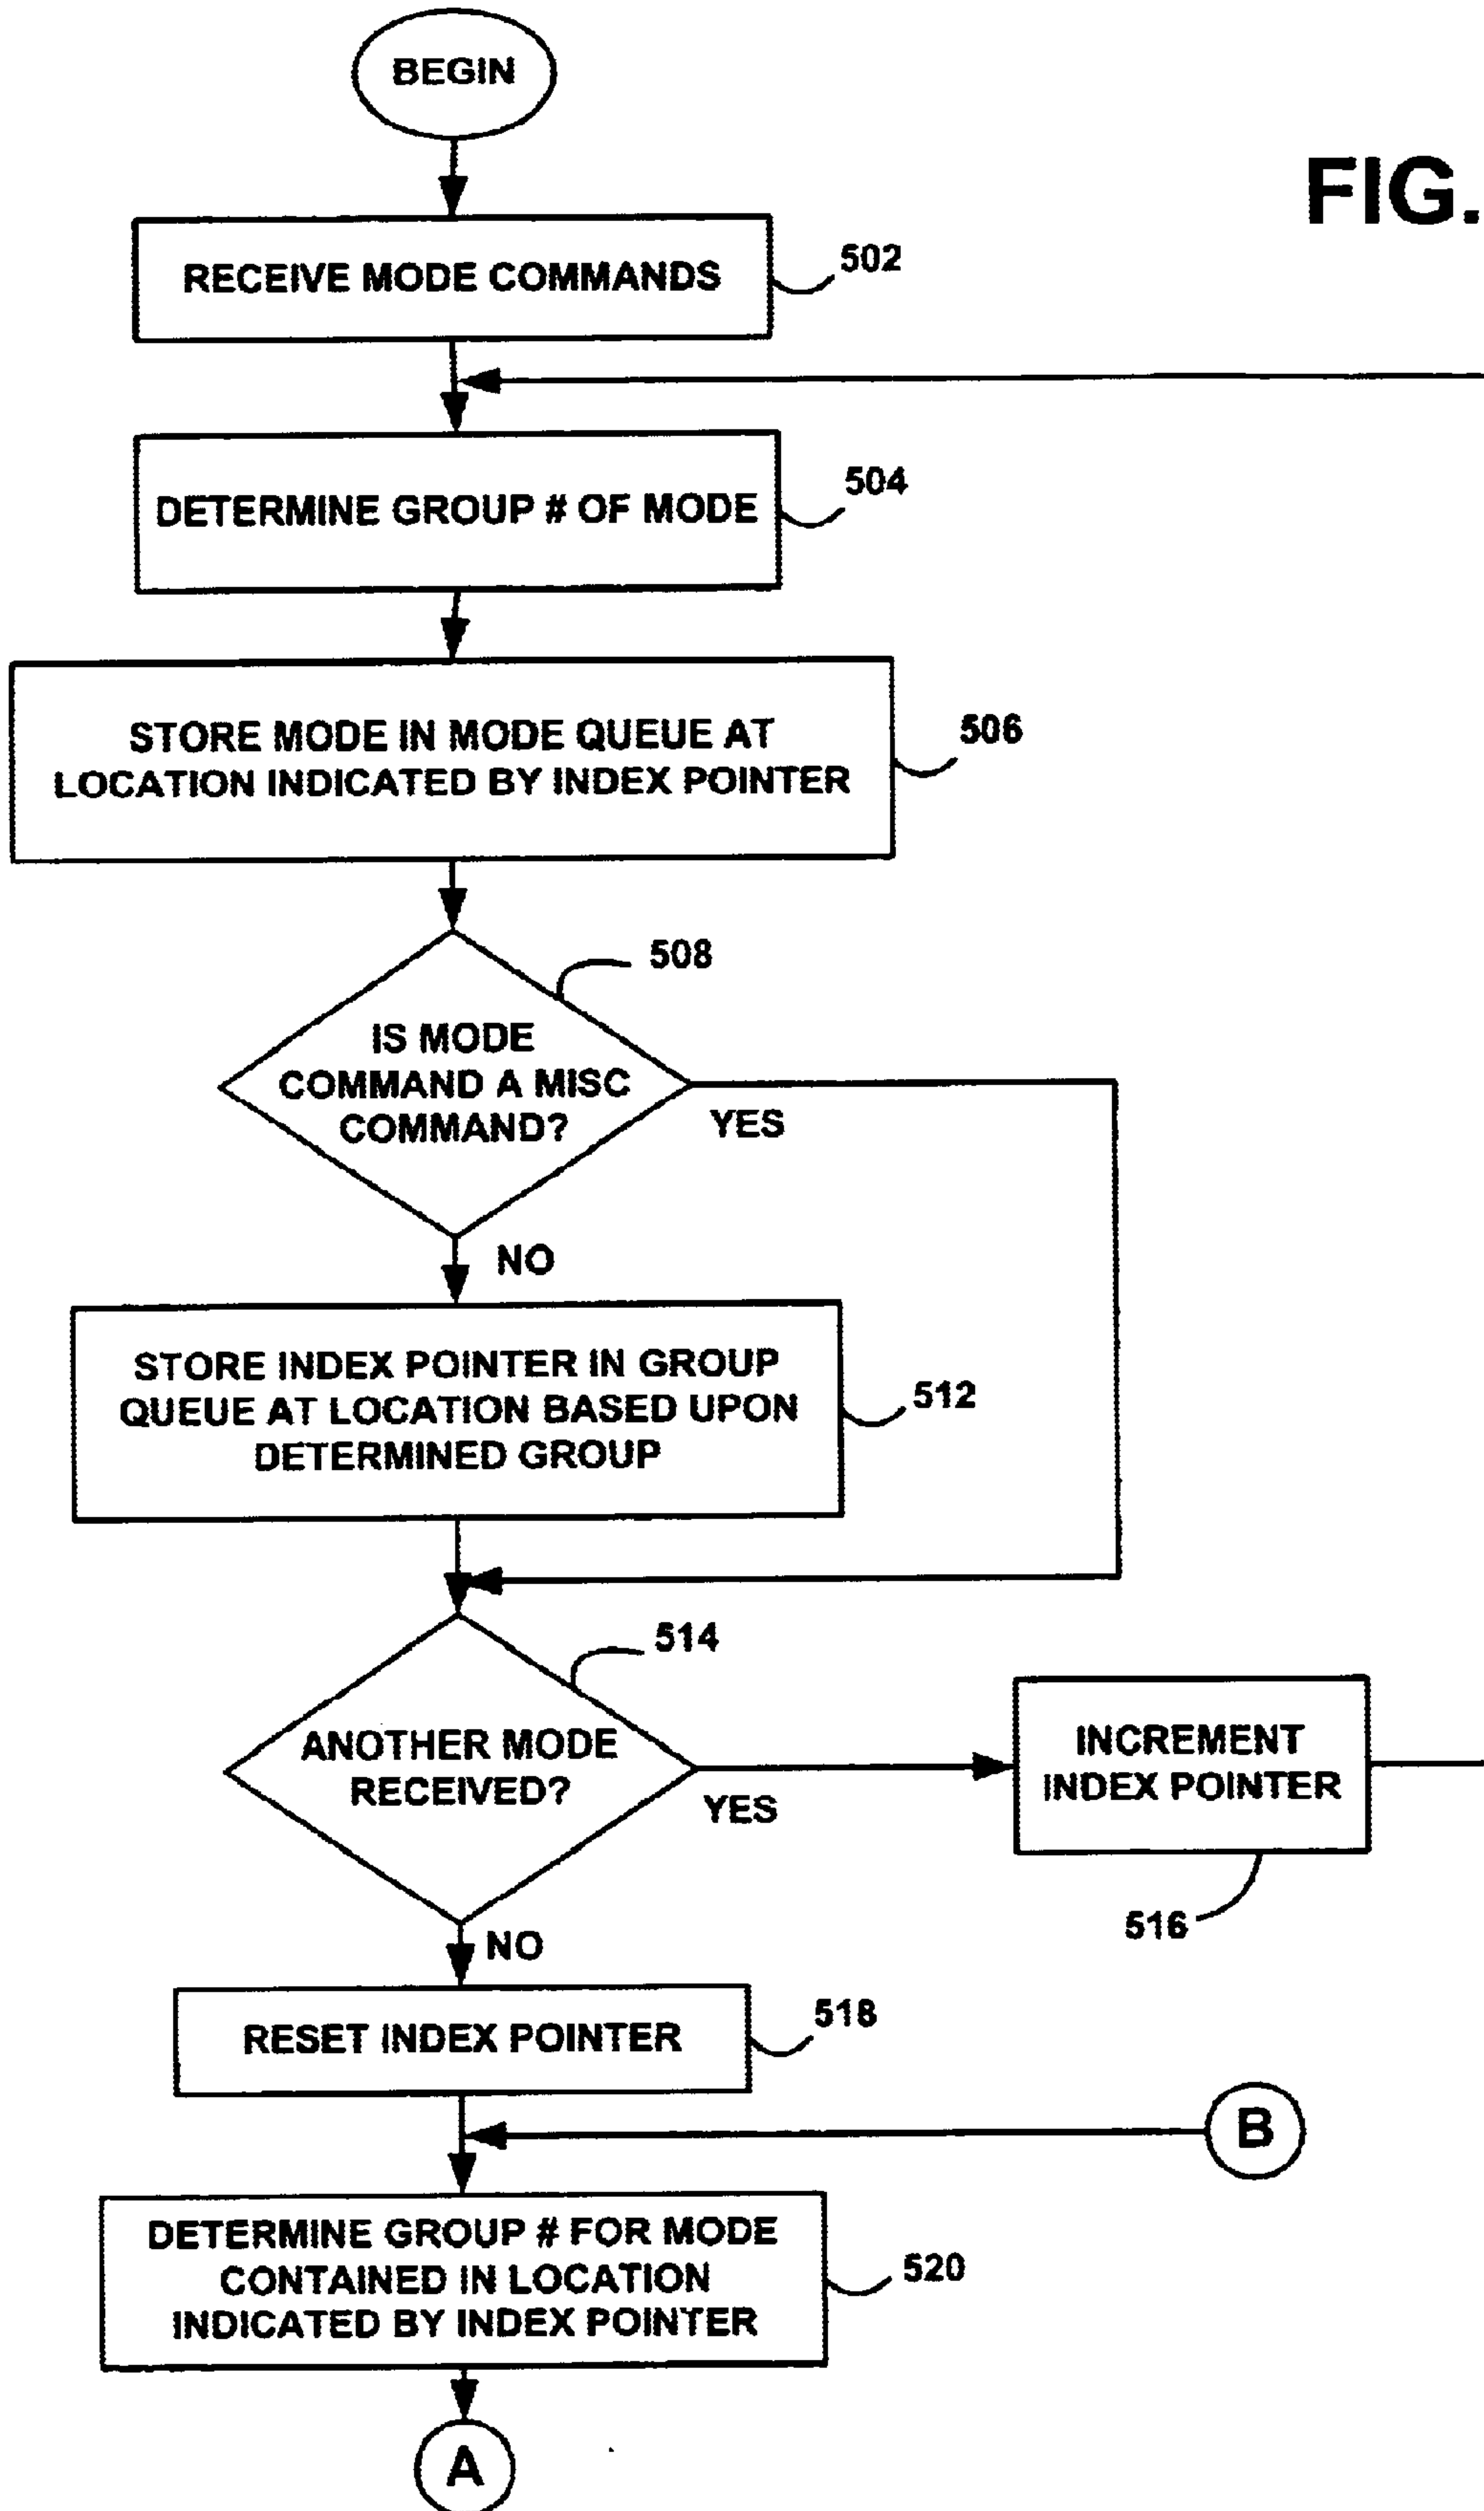 BEGIN
FIG.
RECEIVE MODE COMMANDS
502
DETERMINE GROUP # OF MODE
504
STORE MODE IN MODE QUEUE AT
LOCATION INDICATED BY INDEX POINTER
506
508
IS MODE
COMMAND A MISC
COMMAND?
YES
NO
STORE INDEX POINTER IN GROUP
QUEUE AT LOCATION BASED UPON
DETERMINED GROUP
512
514
ANOTHER MODE
RECEIVED?
YES
INCREMENT
INDEX POINTER
516
NO
RESET INDEX POINTER
518
B
DETERMINE GROUP # FOR MODE
CONTAINED IN LOCATION
INDICATED BY INDEX POINTER
520
A